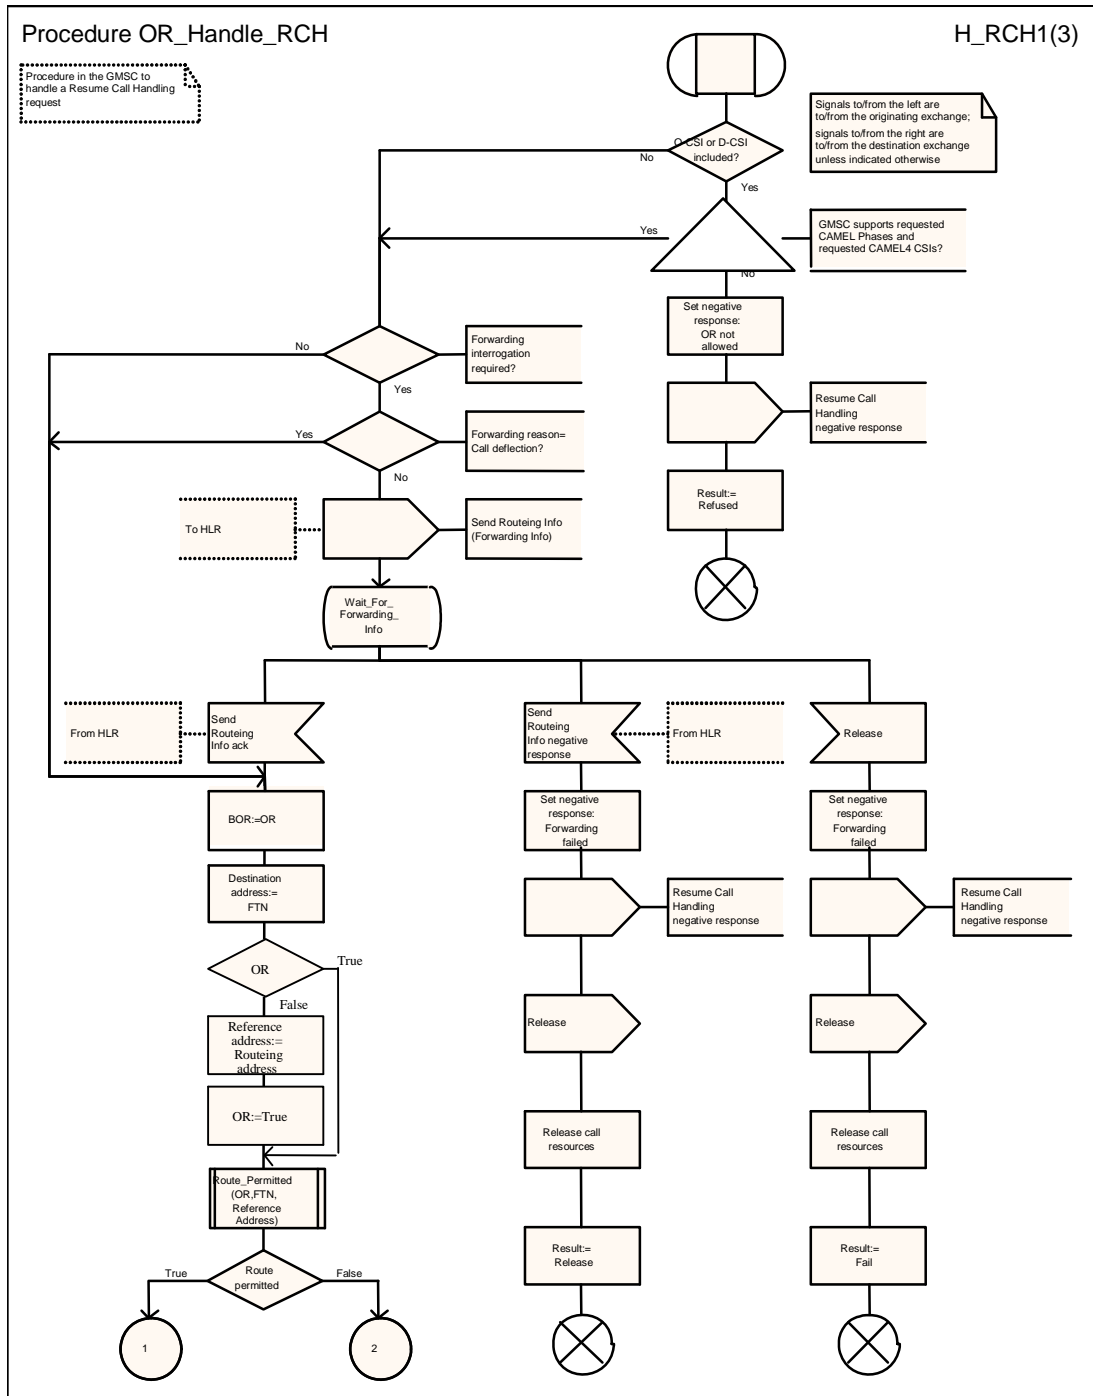 Procedure OR_Handle_RCH
H_RCH1(3)
Procedure in the GMSC to
handle a Resume Call Handling
request
Signals to/from the left are
to/from the originating exchange;
signals to/from the right are
to/from the destination exchange
unless indicated otherwise
O-CSI or D-CSI
included?
No
Yes
Yes
GMSC supports requested
CAMEL Phases and
requested CAMEL4 CSIs?
No
Set negative
response:
OR not
allowed
No
Forwarding
interrogation
required?
Yes
Resume Call
Handling
negative response
Yes
Forwarding reason=
Call deflection?
No
Result:=
Refused
To HLR
Send Routeing Info
(Forwarding Info)
Wait_For_
Forwarding_
Info
From HLR
Send
Routeing
Info ack
Send
Routeing
Info negative
response
From HLR
Release
BOR:=OR
Set negative
response:
Forwarding
failed
Set negative
response:
Forwarding
failed
Destination
address:=
FTN
Resume Call
Handling
negative response
Resume Call
Handling
negative response
OR
True
False
Reference
address:=
Routeing
address
Release
Release
OR:=True
Release call
resources
Release call
resources
Route_Permitted
(OR,FTN,
Reference
Address)
Result:=
Release
Result:=
Fail
True
Route
permitted
False
1
2